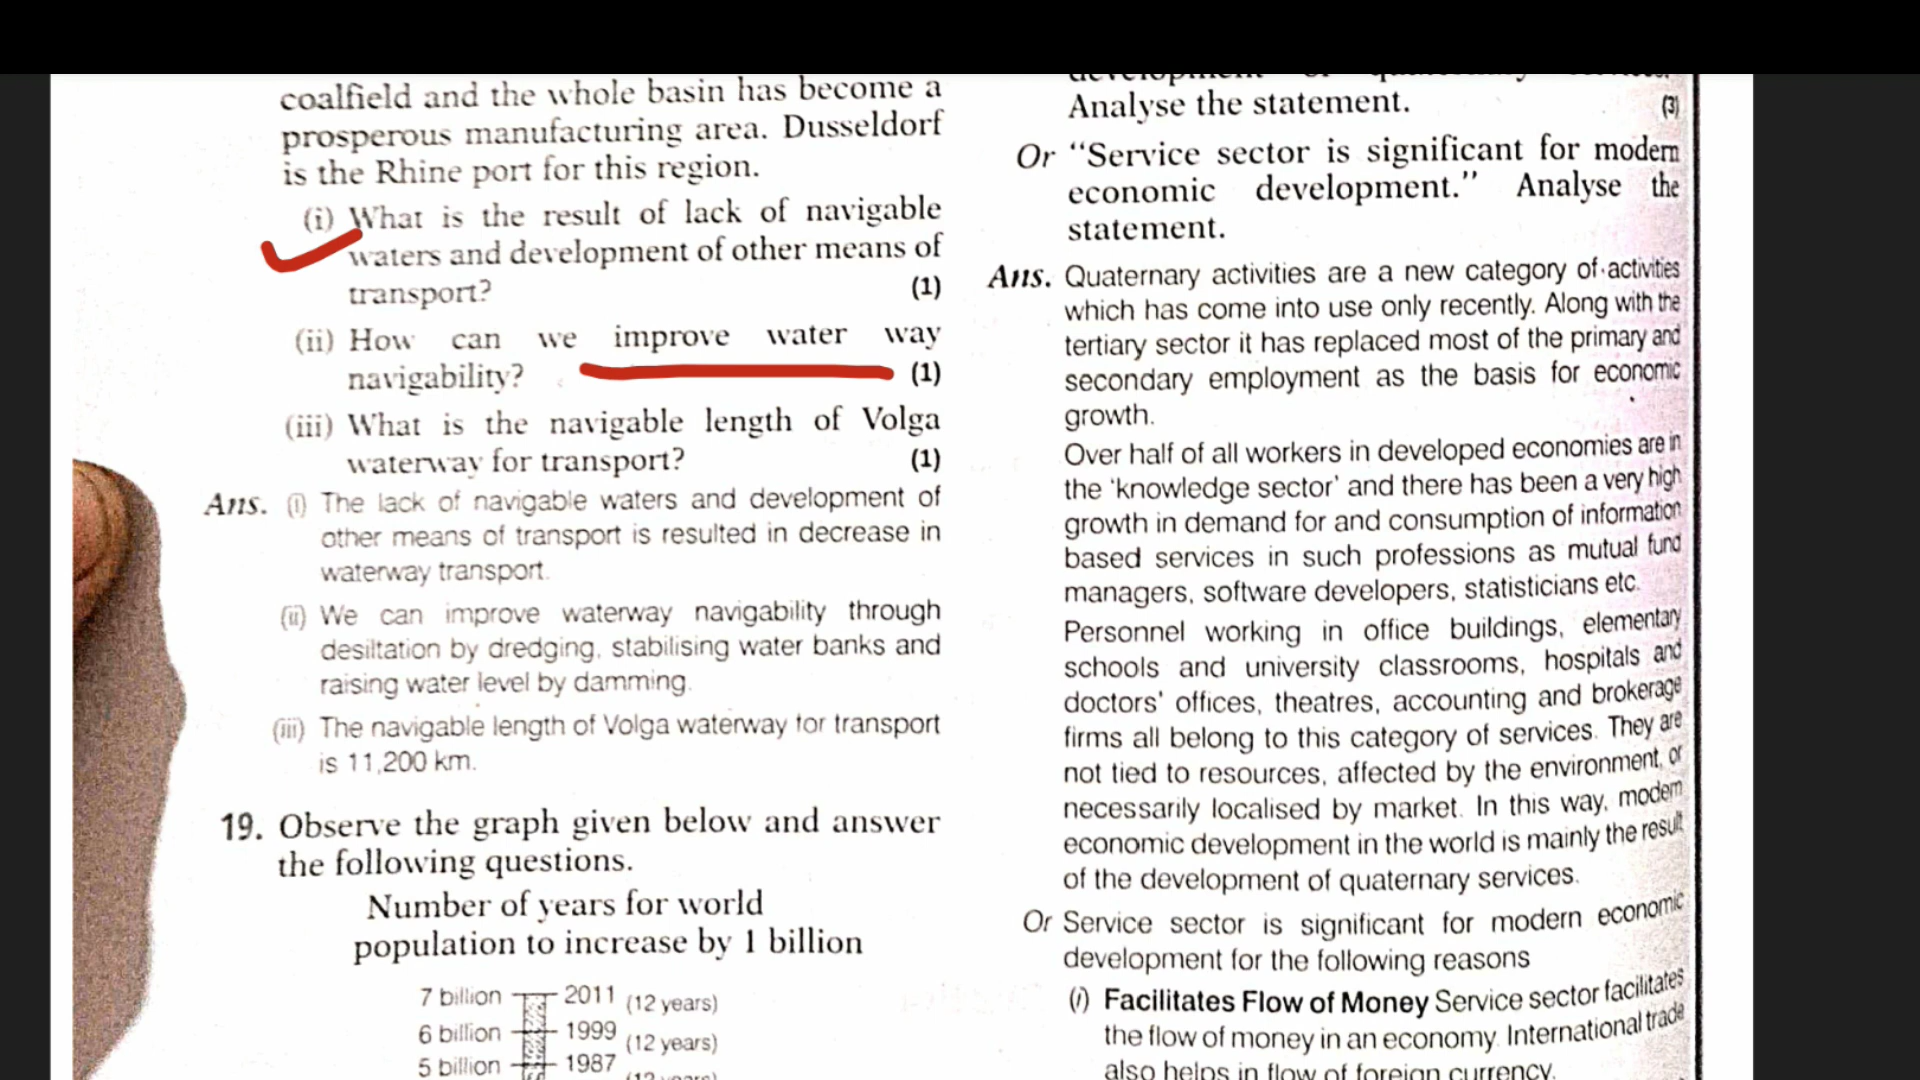 coalfield and the whole basin has become a
prosperous manufacturing area. Dusseldorf
is the Rhine port for this region.
(i) What is the result of lack of navigable
waters and development of other means of
transport? (1)
(ii) How can we improve water way
navigability? (1)
(iii) What is the navigable length of Volga
waterway for transport? (1)
Ans. (i) The lack of navigable waters and development of
other means of transport is resulted in decrease in
waterway transport.
(ii) We can improve waterway navigability through
desiltation by dredging, stabilising water banks and
raising water level by damming.
(iii) The navigable length of Volga waterway for transport
is 11,200 km.
19. Observe the graph given below and answer
the following questions.
Number of years for world
population to increase by 1 billion
7 billion 2011 (12 years)
6 billion 1999 (12 years)
5 billion 1987
Analyse the statement. (3)
Or "Service sector is significant for modern
economic development." Analyse the
statement.
Ans. Quaternary activities are a new category of activities
which has come into use only recently. Along with the
tertiary sector it has replaced most of the primary and
secondary employment as the basis for economic
growth.
Over half of all workers in developed economies are in
the 'knowledge sector' and there has been a very high
growth in demand for and consumption of information
based services in such professions as mutual fund
managers, software developers, statisticians etc.
Personnel working in office buildings, elementary
schools and university classrooms, hospitals and
doctors' offices, theatres, accounting and brokerage
firms all belong to this category of services. They are
not tied to resources, affected by the environment, or
necessarily localised by market. In this way, modern
economic development in the world is mainly the result
of the development of quaternary services.
Or Service sector is significant for modern economic
development for the following reasons
(i) Facilitates Flow of Money Service sector facilitates
the flow of money in an economy. International trade
also helps in flow of foreign currency.